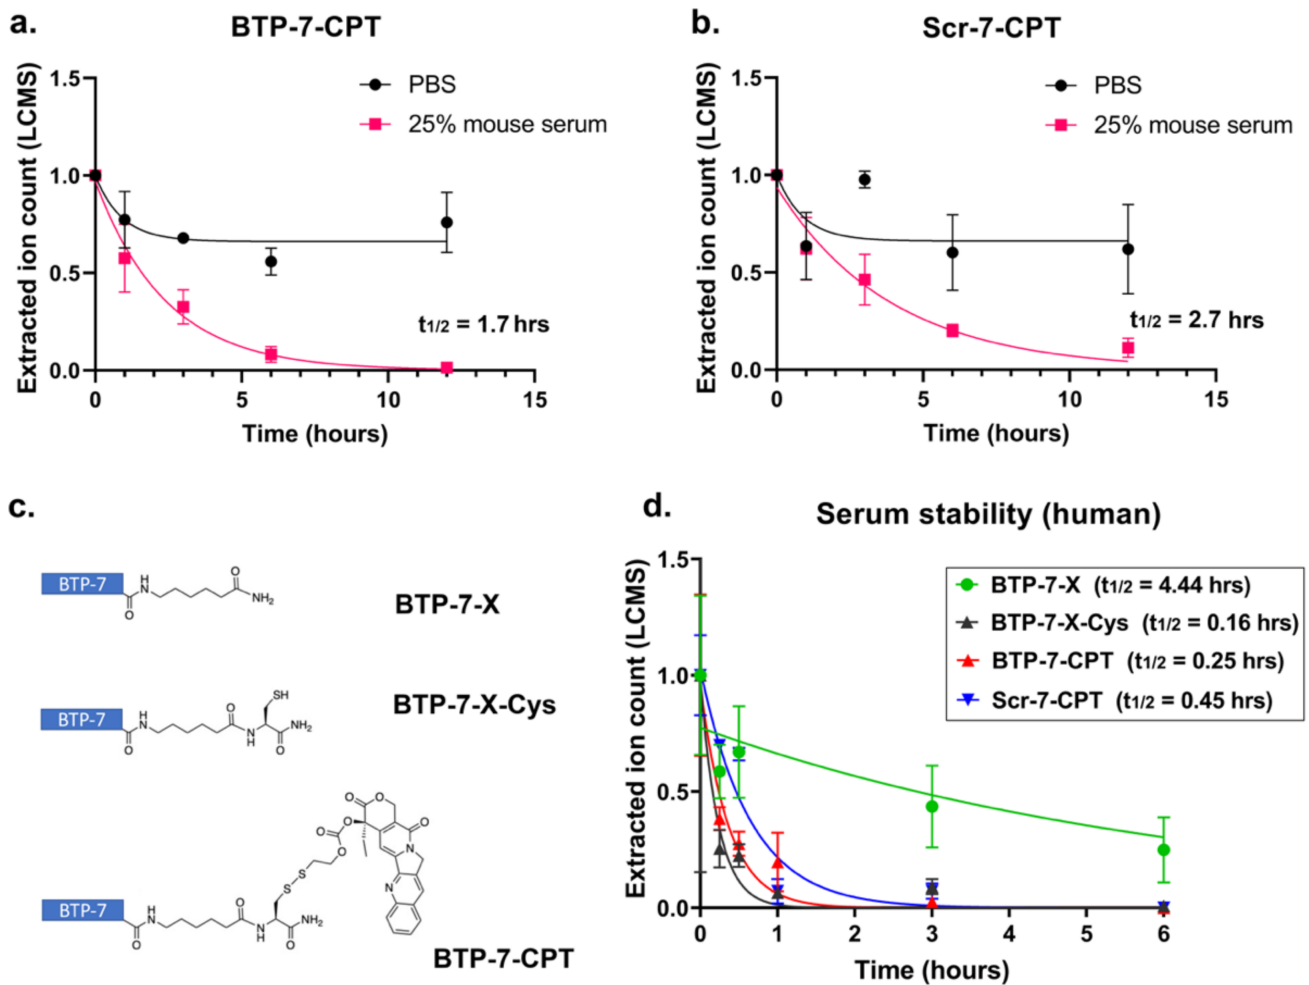 a.
BTP-7-CPT
Extracted ion count (LCMS)
1.5
1.0
0.5
0.0
PBS
25% mouse serum
t1/2 = 1.7 hrs
0 5 10 15
Time (hours)
b.
Scr-7-CPT
Extracted ion count (LCMS)
1.5
1.0
0.5
0.0
PBS
25% mouse serum
t1/2 = 2.7 hrs
0 5 10 15
Time (hours)
c.
BTP-7
H
N
O
O
NH2
BTP-7-X
BTP-7
H
N
O
O
N
H
SH
O
NH2
BTP-7-X-Cys
BTP-7
H
N
O
O
N
H
O
NH2
S
S
O
O
O
O
O
O
N
N
BTP-7-CPT
d.
Serum stability (human)
Extracted ion count (LCMS)
1.5
1.0
0.5
0.0
BTP-7-X (t1/2 = 4.44 hrs)
BTP-7-X-Cys (t1/2 = 0.16 hrs)
BTP-7-CPT (t1/2 = 0.25 hrs)
Scr-7-CPT (t1/2 = 0.45 hrs)
0 1 2 3 4 5 6
Time (hours)